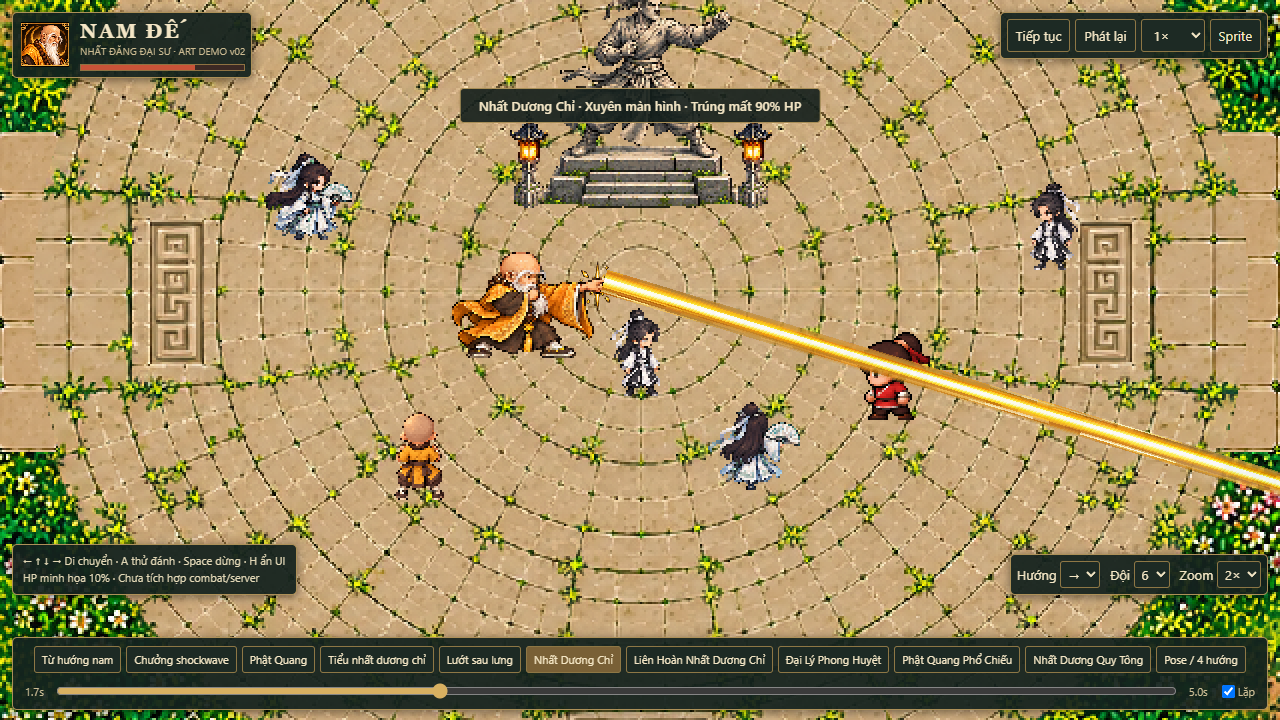 NAM ĐẾ
NHẤT ĐĂNG ĐẠI SƯ · ART DEMO v02
Tiếp tục Phát lại 1× Sprite
Nhất Dương Chỉ · Xuyên màn hình · Trúng mất 90% HP
← ↑ ↓ → Di chuyển · A thử đánh · Space dừng · H ẩn UI
HP minh họa 10% · Chưa tích hợp combat/server
Hướng → Đội 6 Zoom 2×
Từ hướng nam Chưởng shockwave Phật Quang Tiểu nhất dương chỉ Lướt sau lưng Nhất Dương Chỉ Liên Hoàn Nhất Dương Chỉ Đại Lý Phong Huyệt Phật Quang Phổ Chiếu Nhất Dương Quy Tông Pose / 4 hướng
1.7s 5.0s Lặp